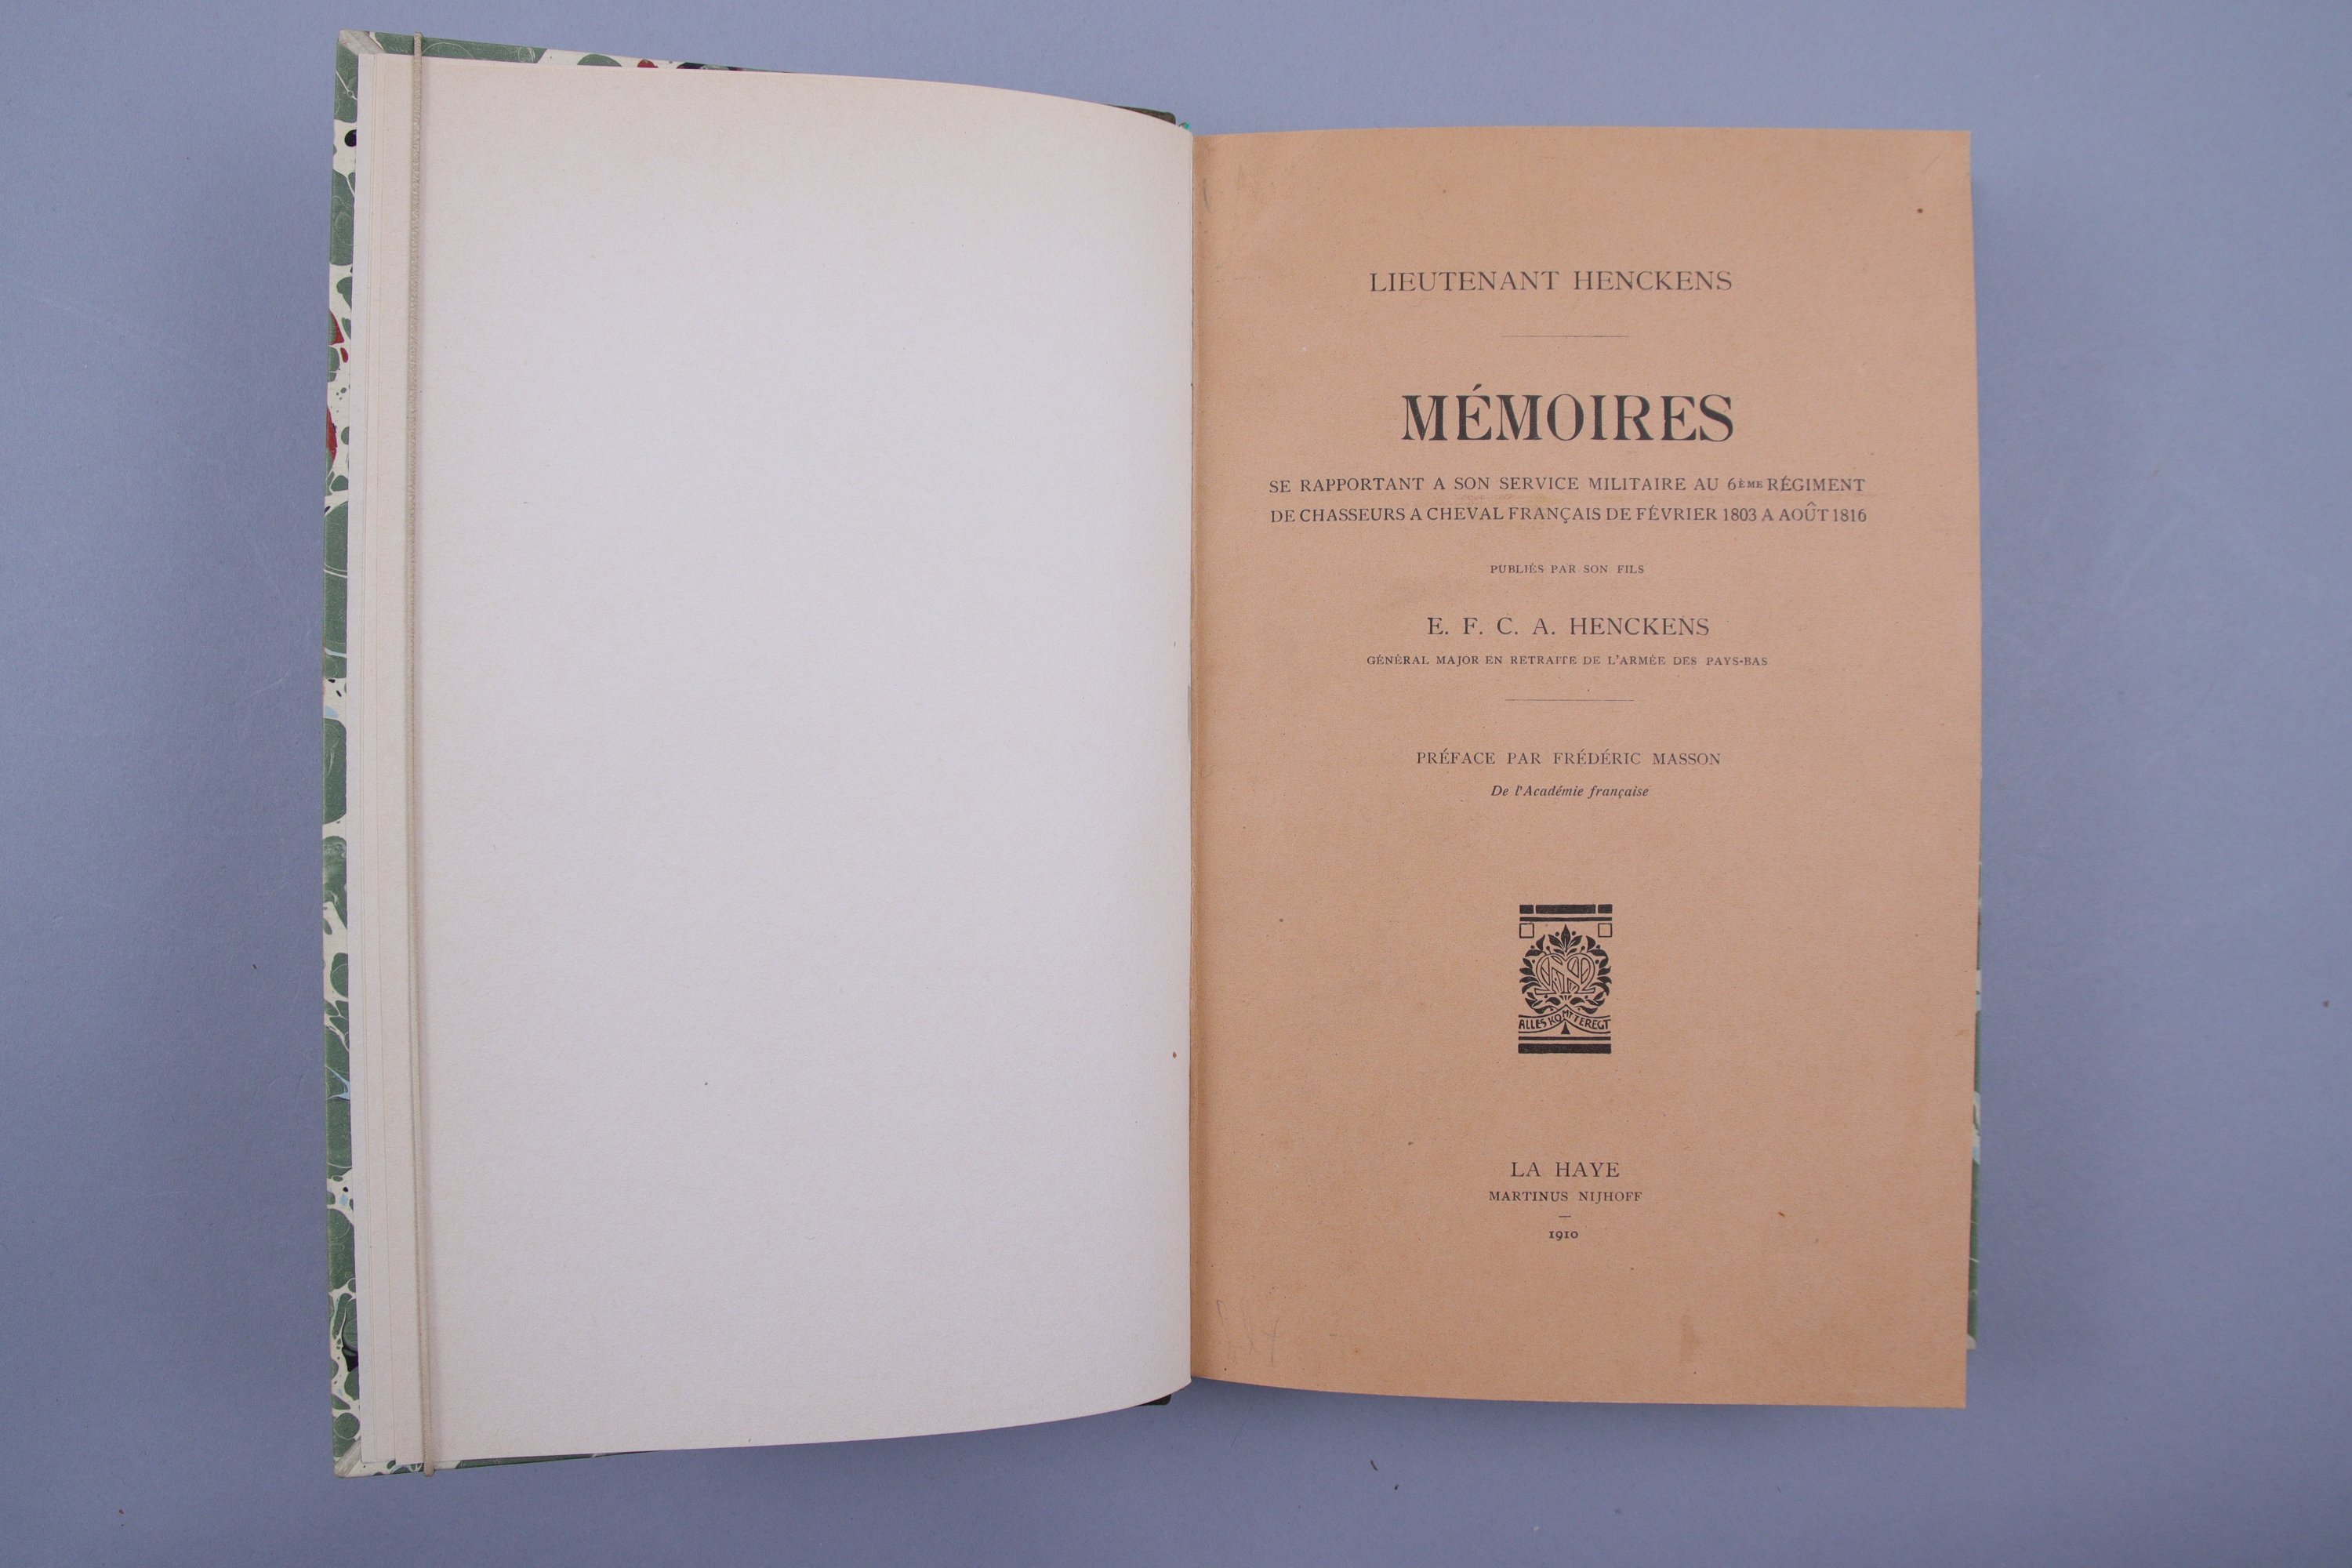 LIEUTENANT HENCKENS
MÉMOIRES
SE RAPPORTANT A SON SERVICE MILITAIRE AU 6ÈME RÉGIMENT
DE CHASSEURS A CHEVAL FRANÇAIS DE FÉVRIER 1803 A AOÛT 1816
PUBLIÉS PAR SON FILS
E. F. C. A. HENCKENS
GÉNÉRAL MAJOR EN RETRAITE DE L'ARMÉE DES PAYS-BAS
PRÉFACE PAR FRÉDÉRIC MASSON
De l'Académie française
ALLES KOMT TEREGT
LA HAYE
MARTINUS NIJHOFF
1910